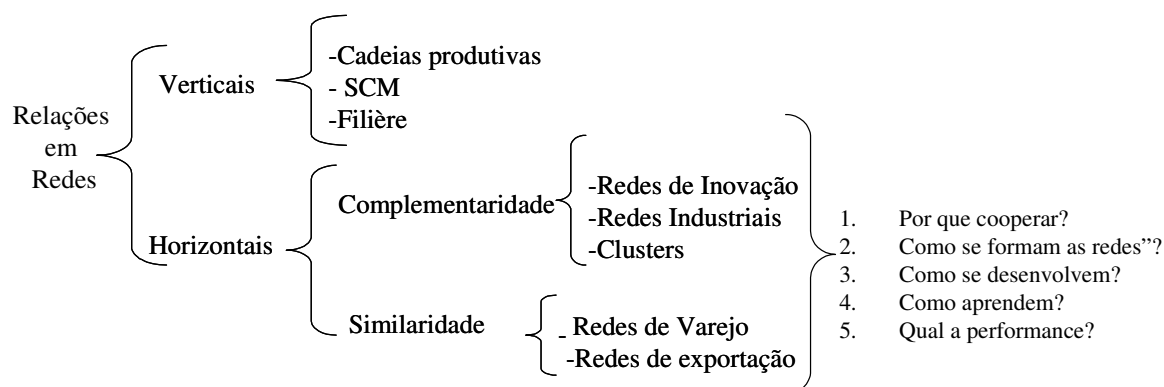 Relações
em
Redes
Verticais
-Cadeias produtivas
- SCM
-Filière
Horizontais
Complementaridade
-Redes de Inovação
-Redes Industriais
-Clusters
Similaridade
- Redes de Varejo
-Redes de exportação
1. Por que cooperar?
2. Como se formam as redes”?
3. Como se desenvolvem?
4. Como aprendem?
5. Qual a performance?